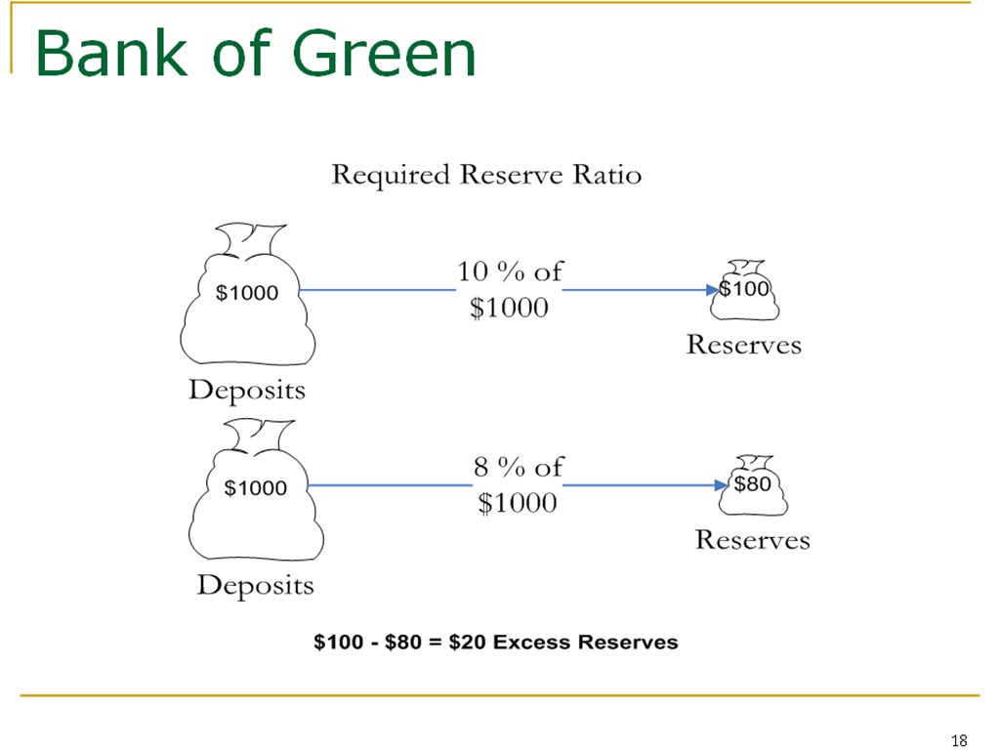 Bank of Green
Required Reserve Ratio
$1000
10 % of
$1000
$100
Reserves
Deposits
$1000
8 % of
$1000
$80
Reserves
Deposits
$100 - $80 = $20 Excess Reserves
18